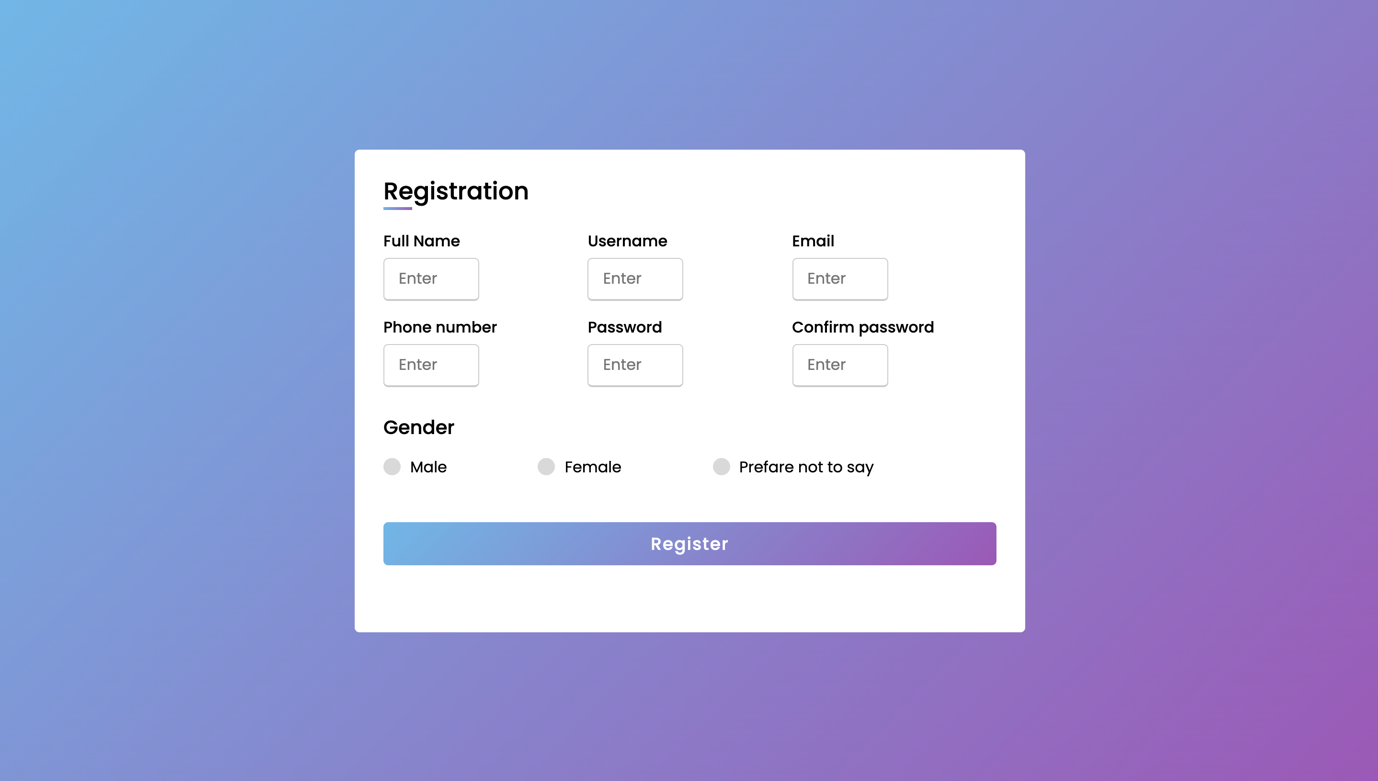 Registration
Full Name Username Email
Enter Enter Enter
Phone number Password Confirm password
Enter Enter Enter
Gender
Male Female Prefare not to say
Register